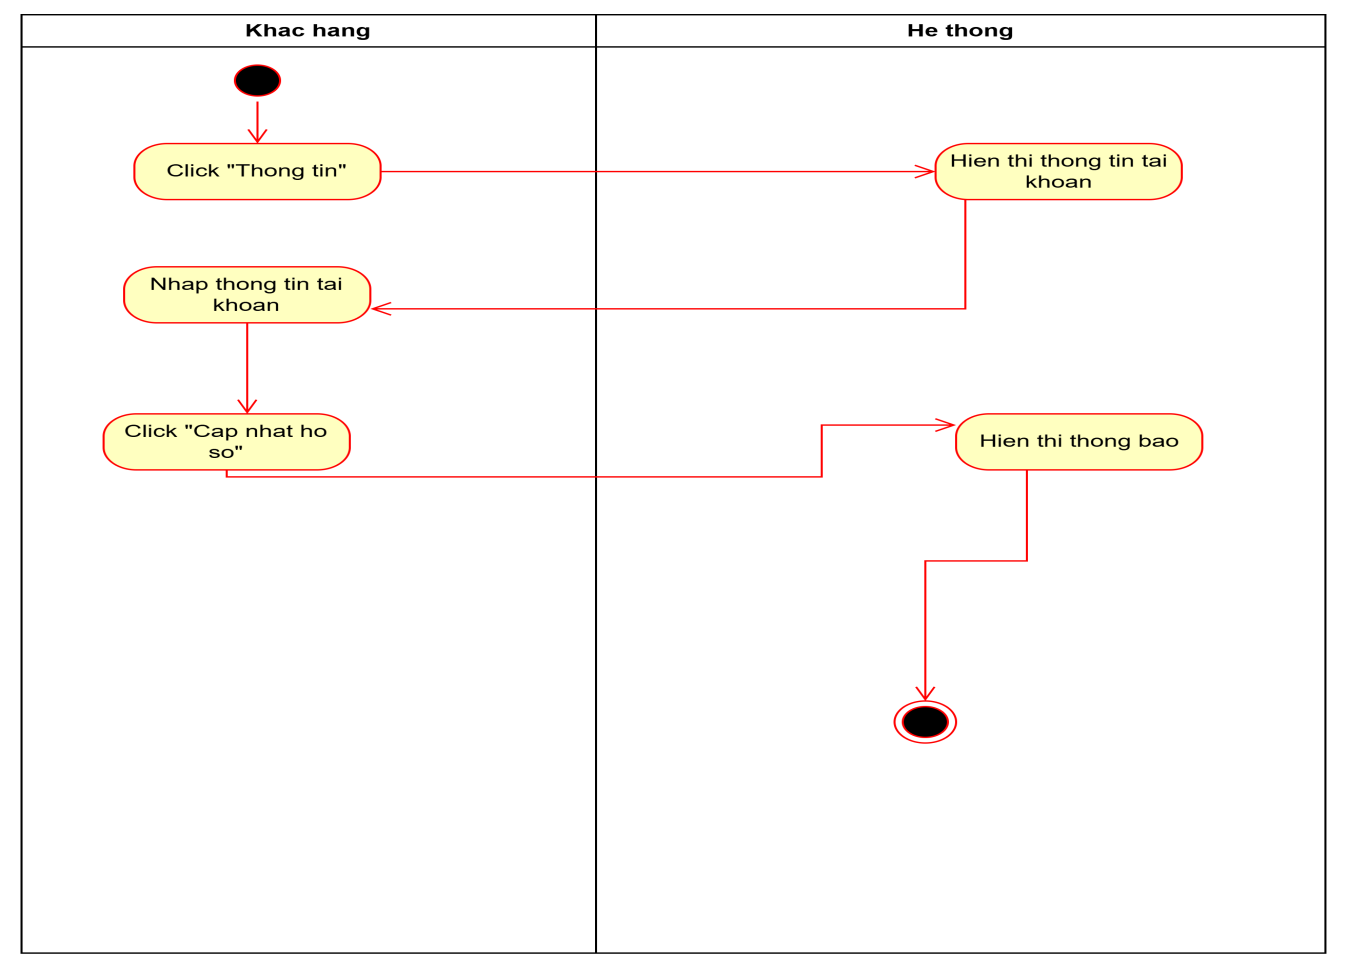 Khac hang
He thong
Click "Thong tin"
Hien thi thong tin tai
khoan
Nhap thong tin tai
khoan
Click "Cap nhat ho
so"
Hien thi thong bao